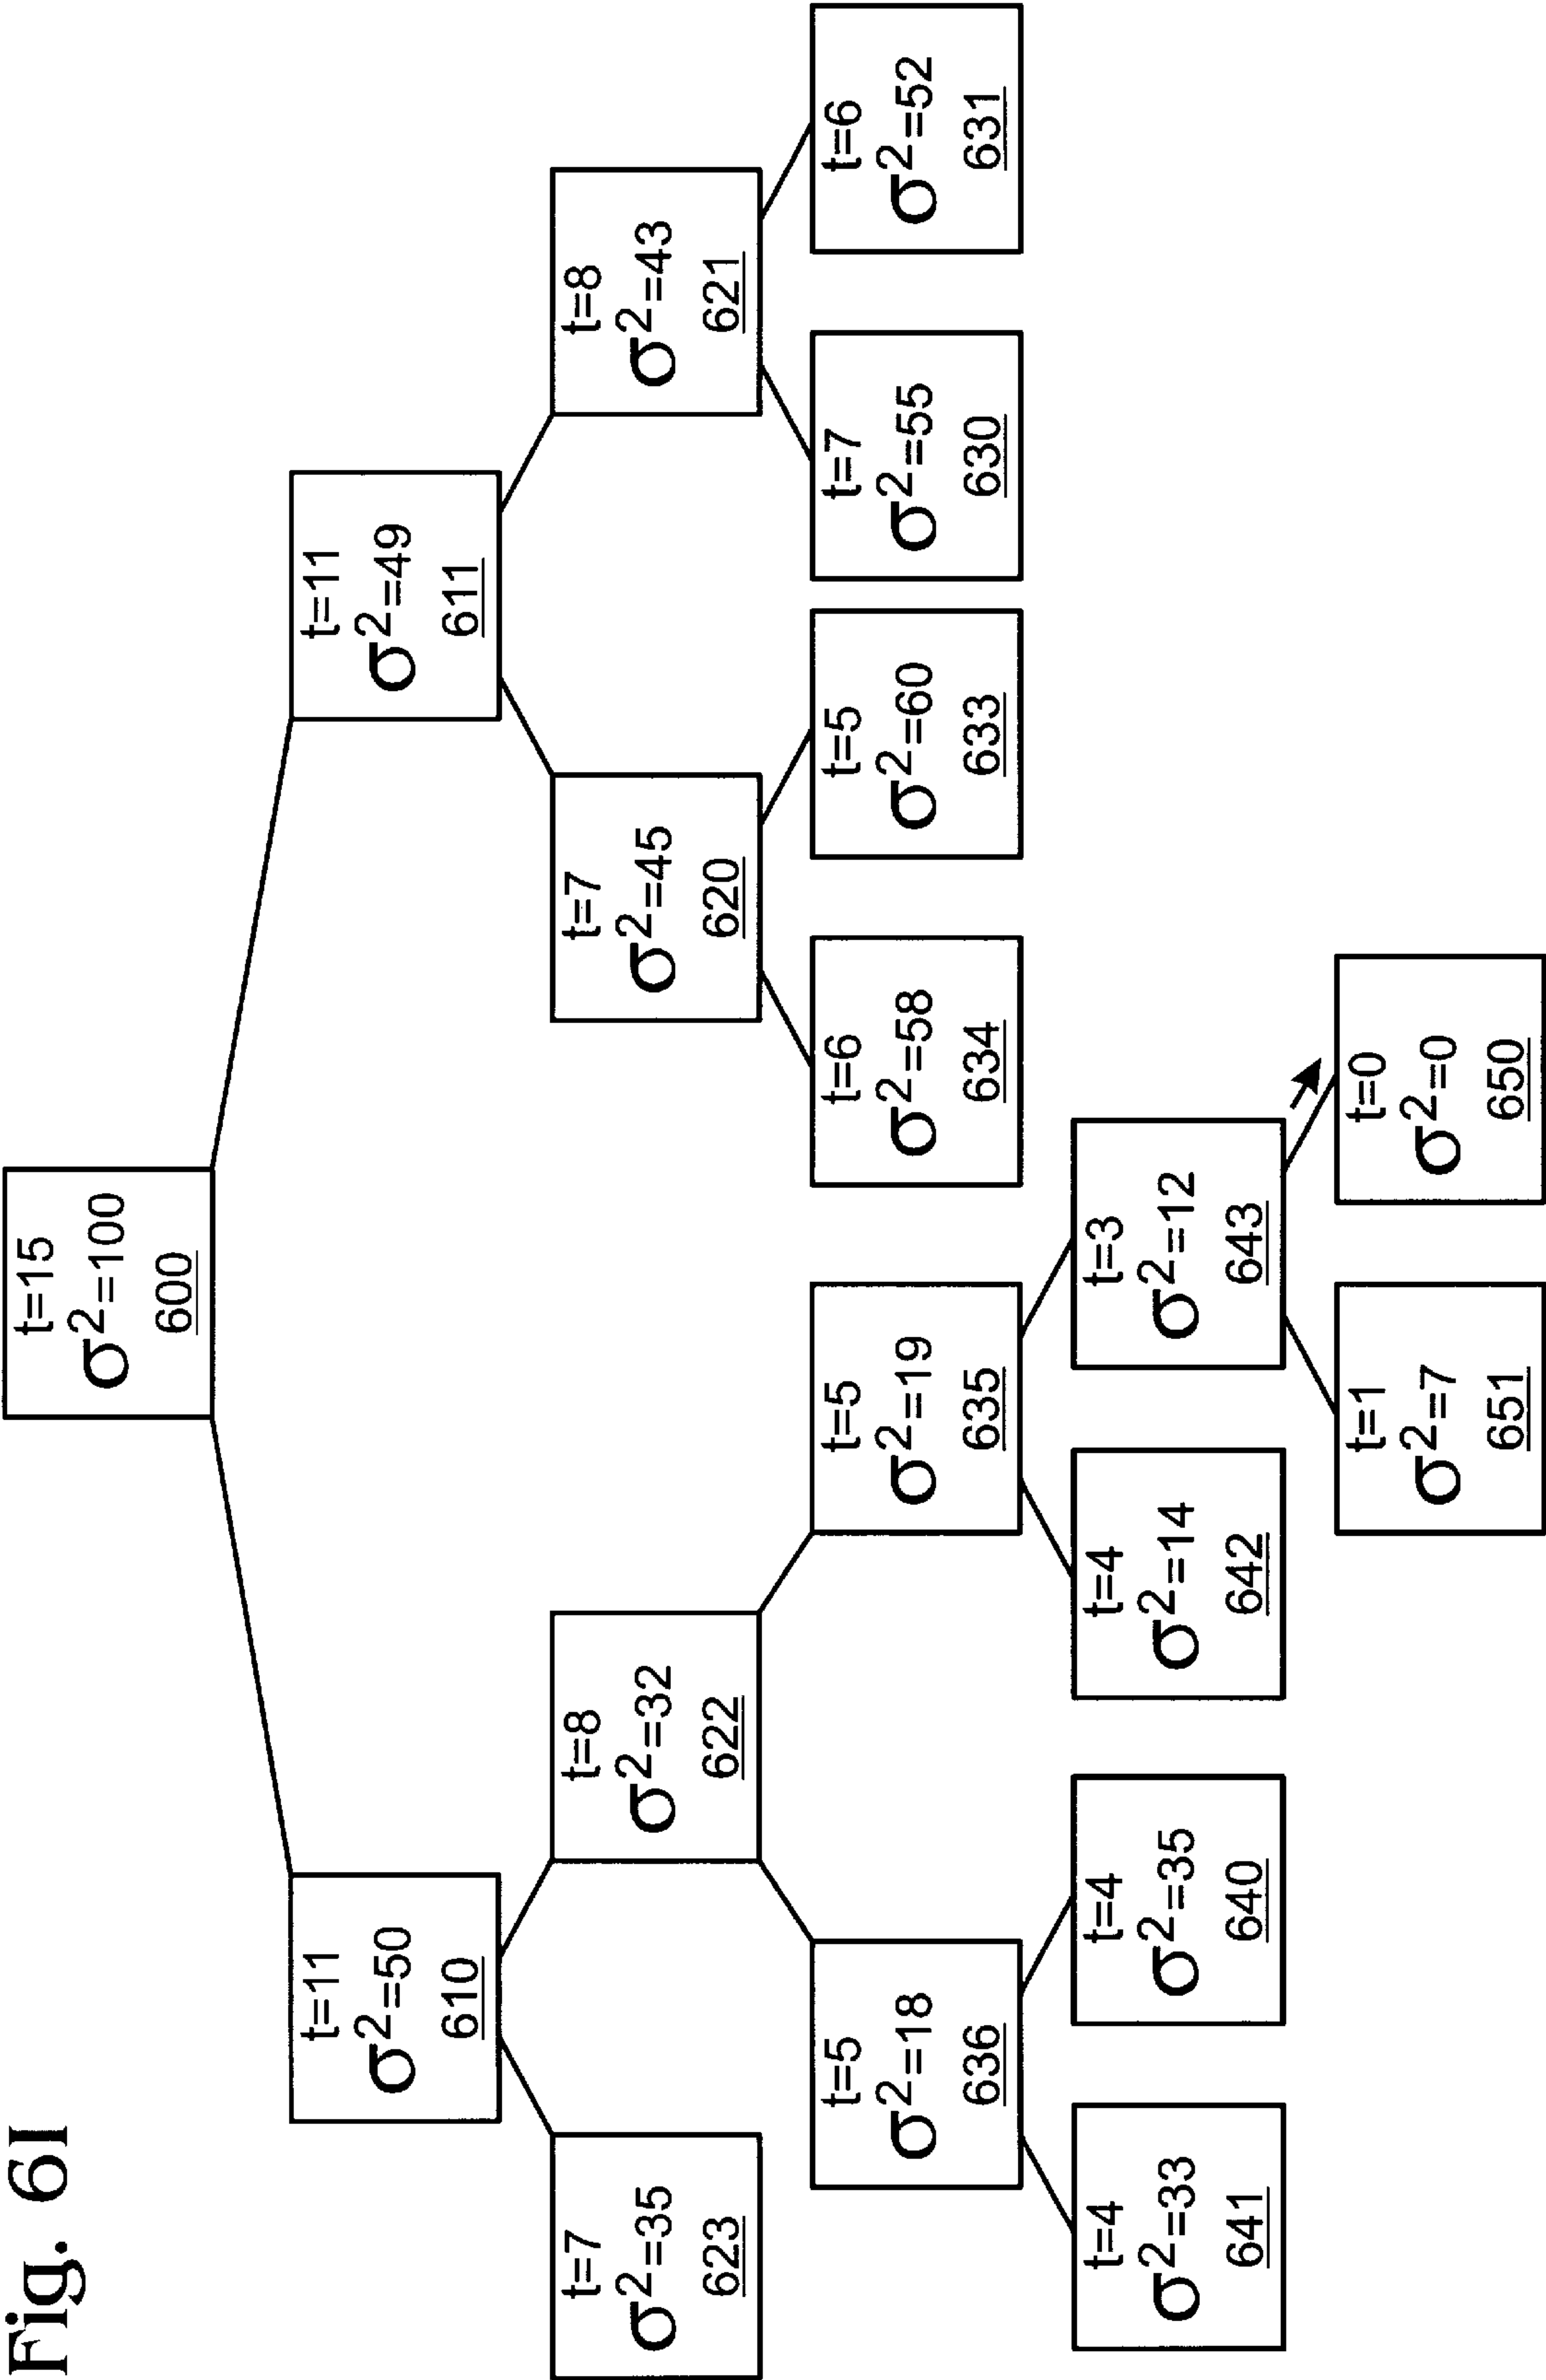 Fig. 6I
t=15
σ²=100
600
t=11
σ²=50
610
t=11
σ²=49
611
t=7
σ²=35
623
t=8
σ²=32
622
t=7
σ²=45
620
t=8
σ²=43
621
t=5
σ²=18
636
t=5
σ²=19
635
t=6
σ²=58
634
t=5
σ²=60
633
t=7
σ²=55
630
t=6
σ²=52
631
t=4
σ²=33
641
t=4
σ²=35
640
t=4
σ²=14
642
t=3
σ²=12
643
t=1
σ²=7
651
t=0
σ²=0
650